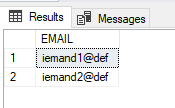 Results Messages
EMAIL
1 iemand1@def
2 iemand2@def